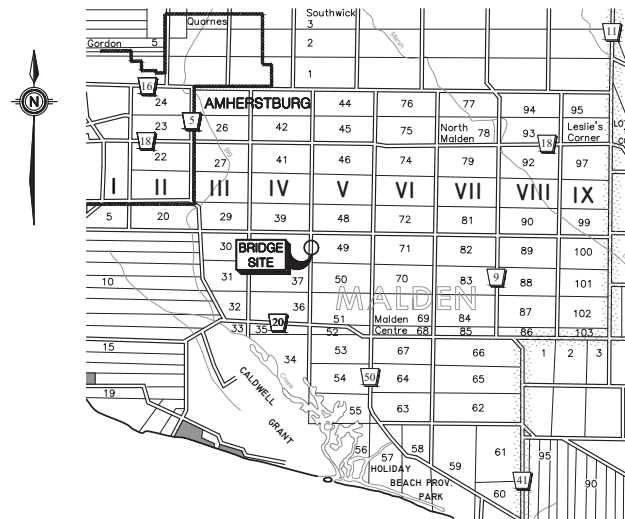 Southwick
Quornes
3
Gordon 5
2
11
Marsh
1
16
N
24
AMHERSTBURG
44 76 77 94 95
5
23 26 42 45 75
North
Malden 78
93
Leslie's
Corner
18
18
22 27 41 46 74 79 92 97
Big
I II III IV V VI VII VIII IX
5 20 29 39 48 72 81 90 99
BRIDGE
SITE
30 49 71 82 89 100
31 37 50 70 83 9 88 101
10
MALDEN
32 36 51
Malden 69 84 87 102
33 35 20 52
Centre 68 85 86 103
15
34 53 67 66 1 2 3
Creek
54 50 64 65
19
CALDWELL
GRANT
55 63 62
56 57 58 59 61 95
HOLIDAY
BEACH PROV.
PARK
60 41 90